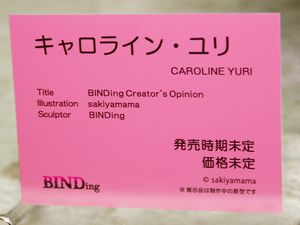 キャロライン・ユリ
CAROLINE YURI
Title BINDing Creator's Opinion
Illustration sakiyamama
Sculptor BINDing
発売時期未定
価格未定
© sakiyamama
BINDing
※展示品は制作中の原型です